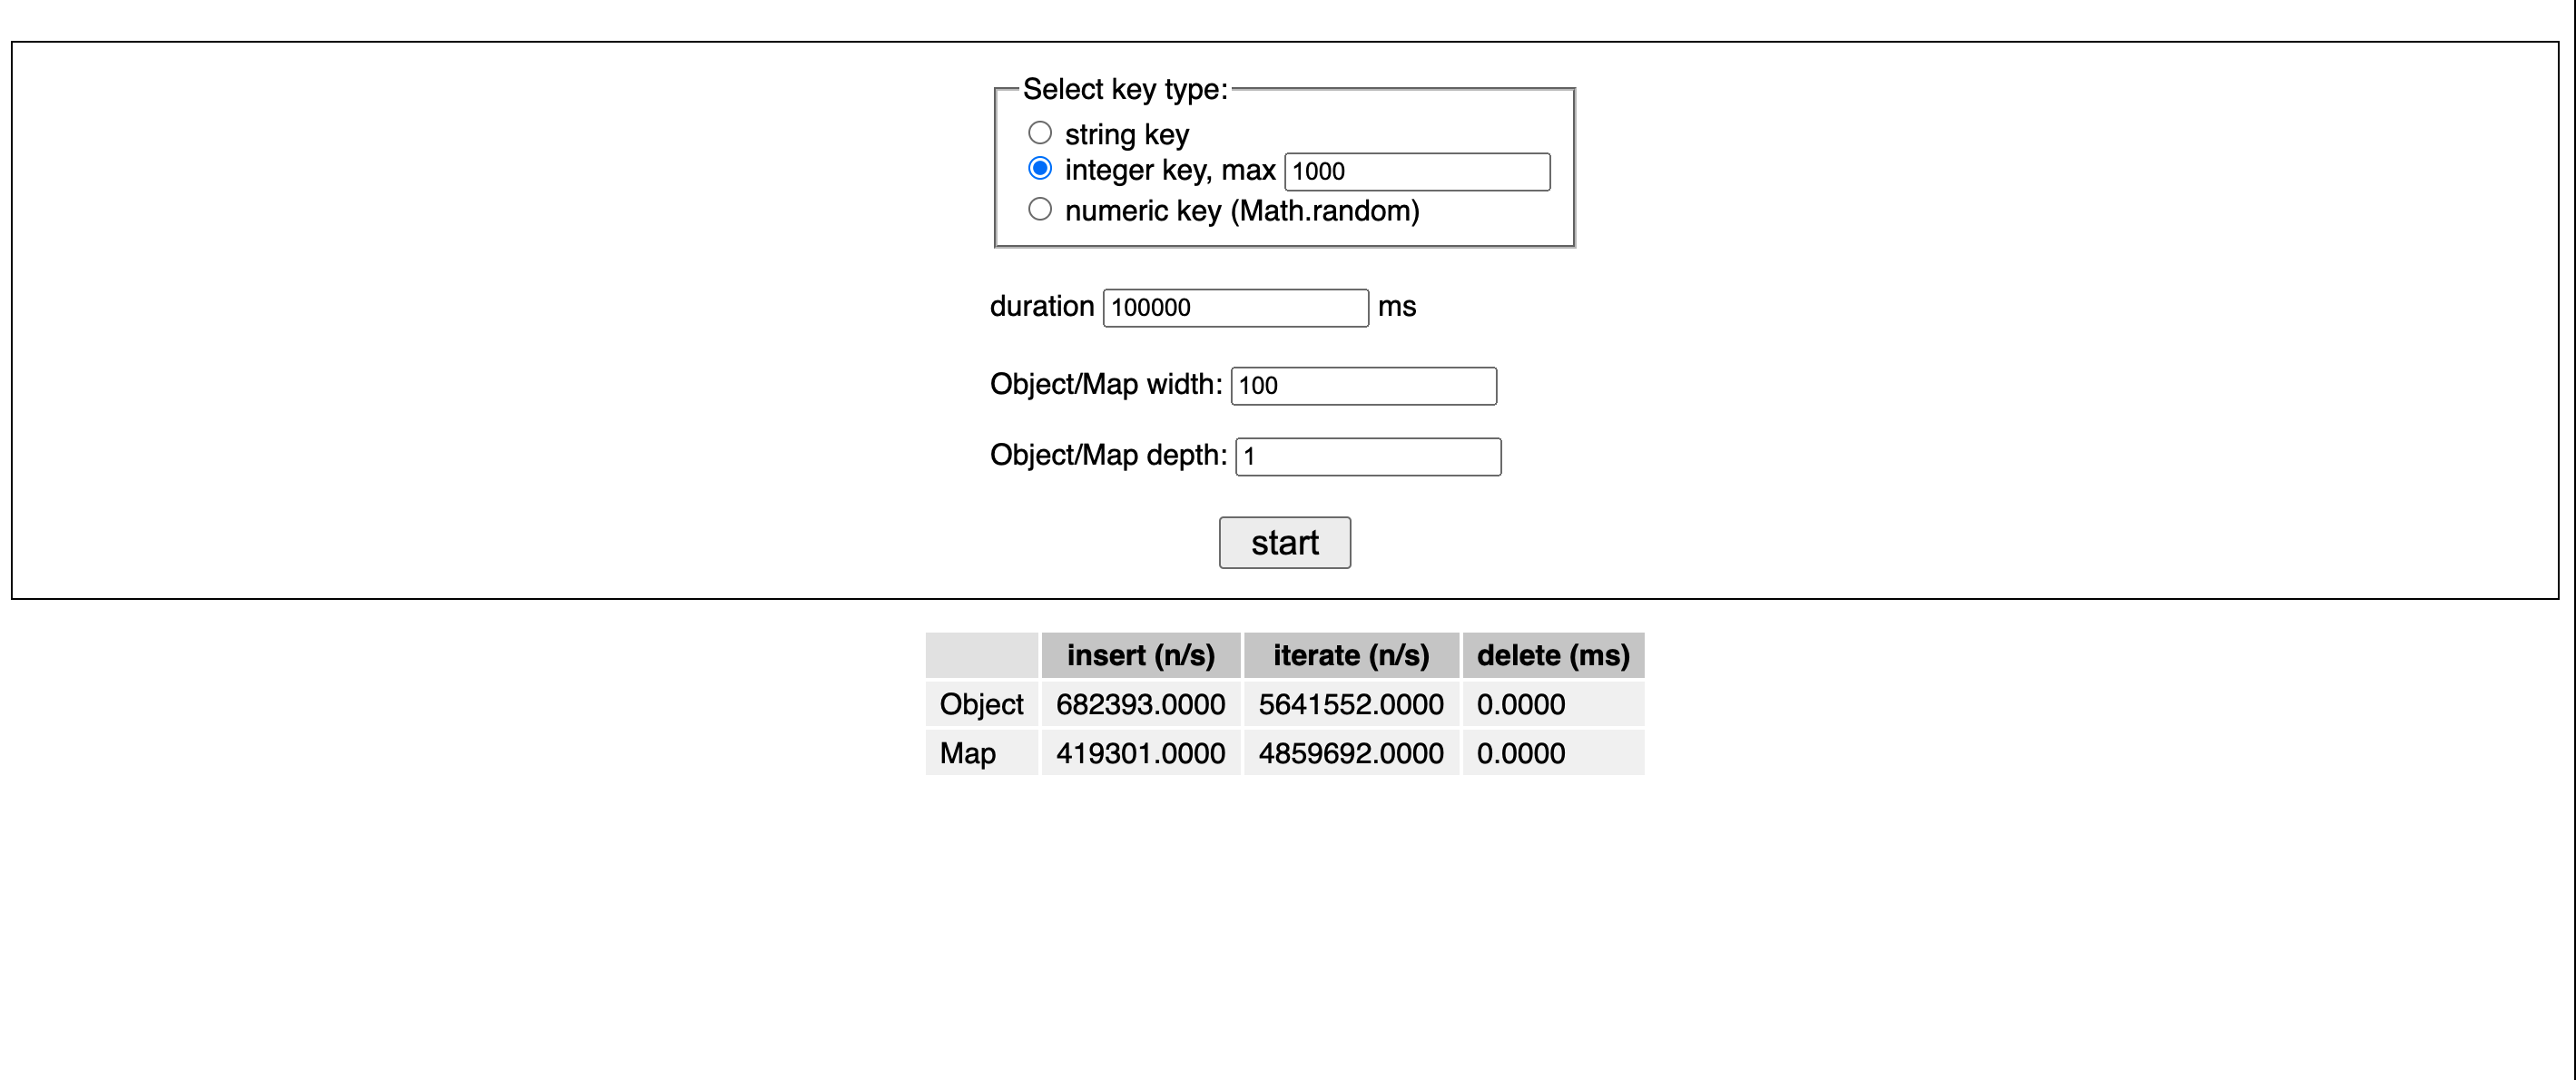 Select key type:
string key
integer key, max 1000
numeric key (Math.random)
duration 100000 ms
Object/Map width: 100
Object/Map depth: 1
start
insert (n/s) iterate (n/s) delete (ms)
Object 682393.0000 5641552.0000 0.0000
Map 419301.0000 4859692.0000 0.0000